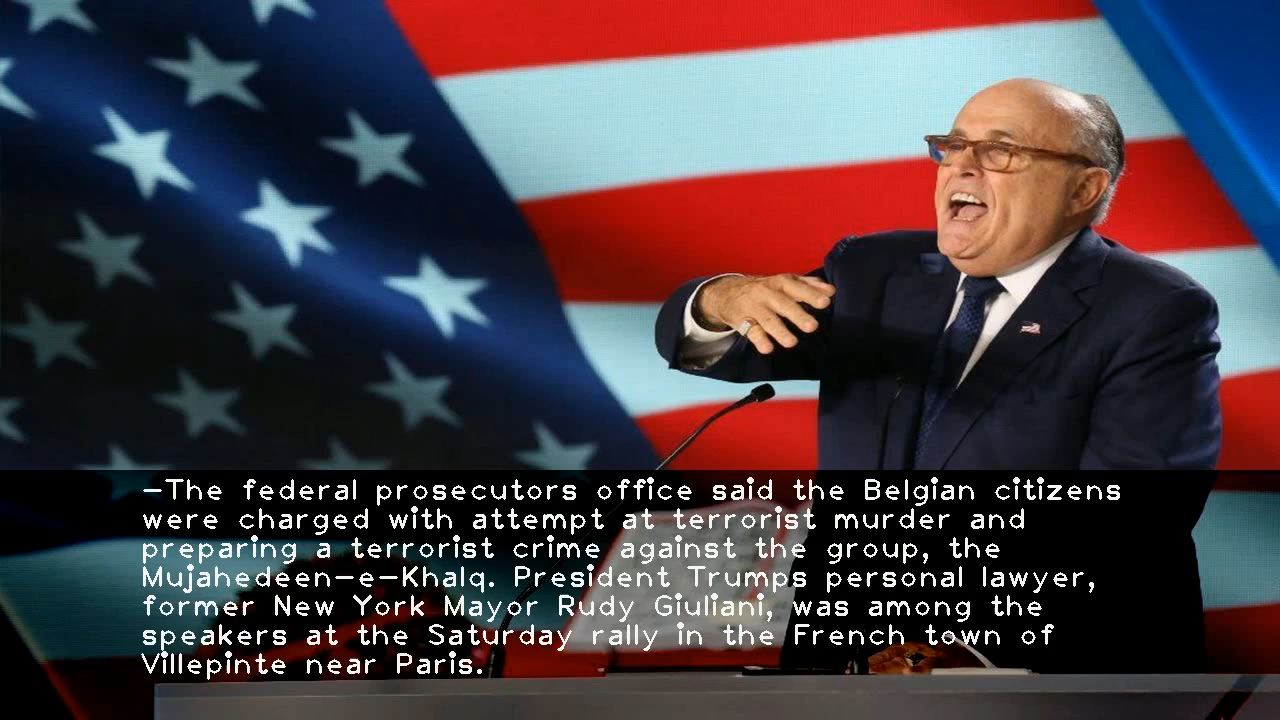 -The federal prosecutors office said the Belgian citizens
were charged with attempt at terrorist murder and
preparing a terrorist crime against the group, the
Mujahedeen-e-Khalq. President Trumps personal lawyer,
former New York Mayor Rudy Giuliani, was among the
speakers at the Saturday rally in the French town of
Villepinte near Paris.